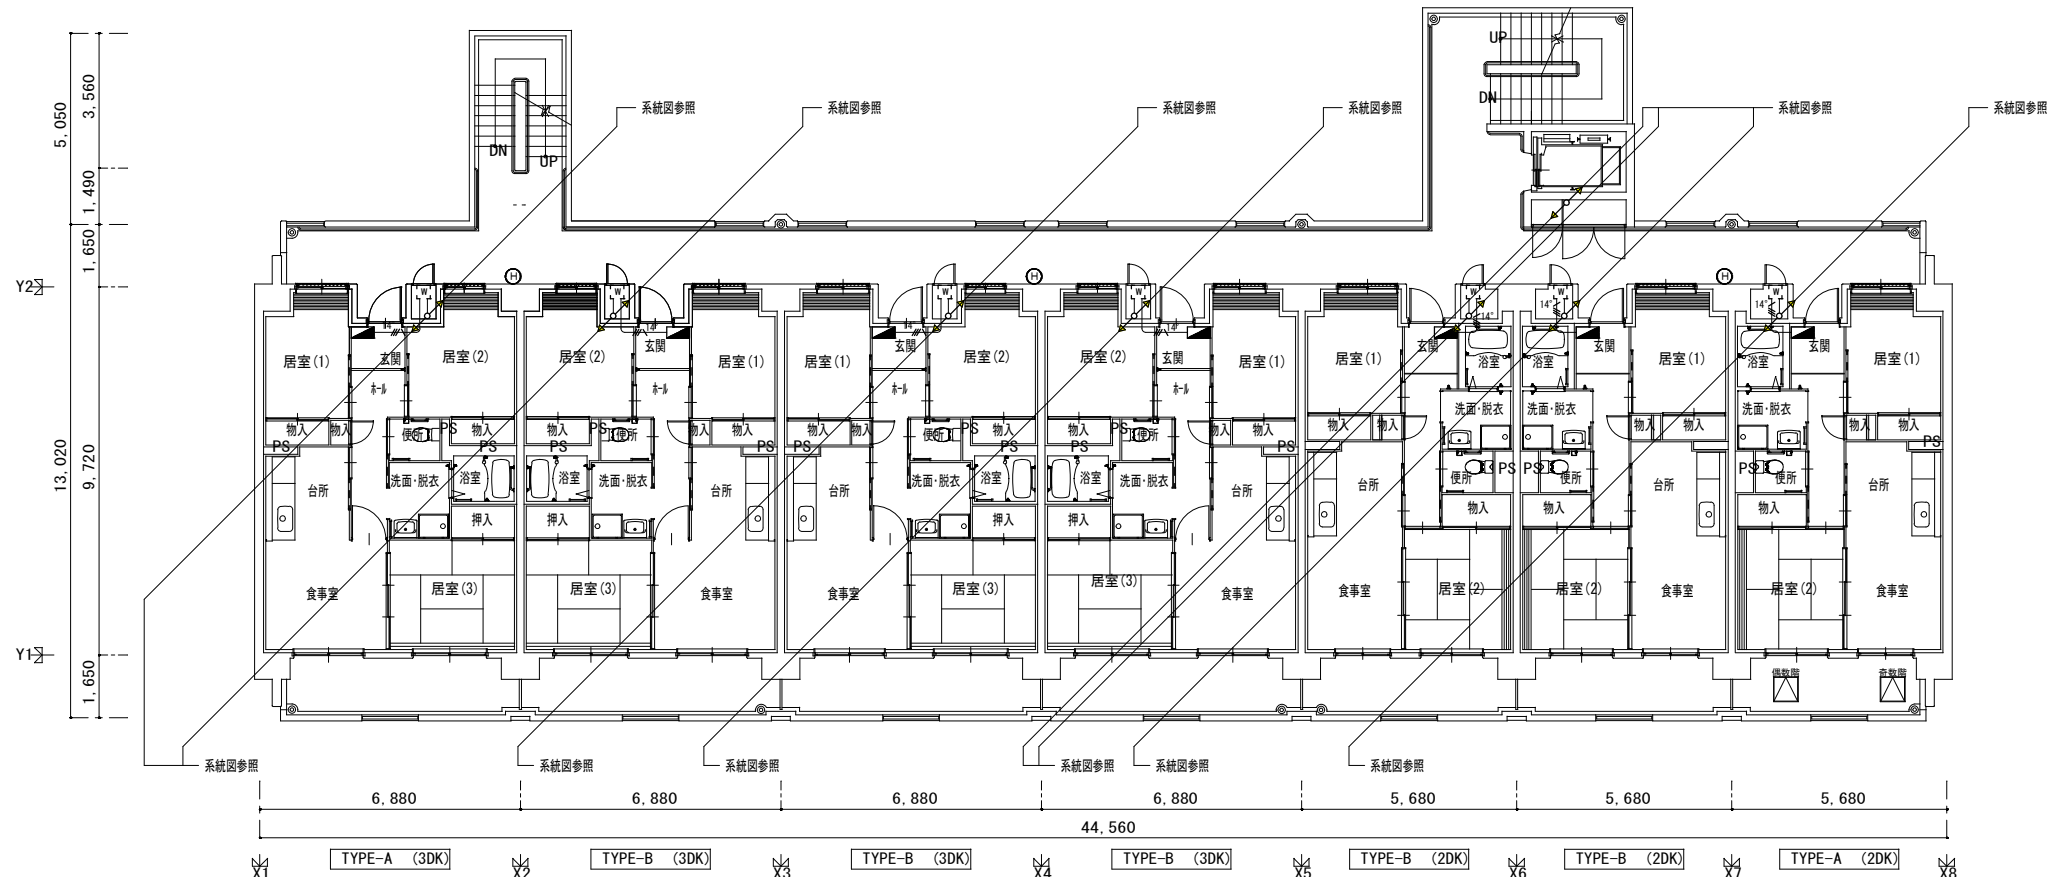 UP
DN
DN
UP
系統図参照
系統図参照
系統図参照
系統図参照
系統図参照
系統図参照
5,050
3,560
1,490
1,650
13,020
9,720
1,650
Y2
Y1
H
H
H
W
W
W
W
W
W
W
14°
14°
14°
14°
14°
14°
14°
玄関
玄関
玄関
玄関
玄関
玄関
玄関
居室(1)
居室(2)
居室(2)
居室(1)
居室(1)
居室(2)
居室(2)
居室(1)
居室(1)
浴室
浴室
居室(1)
浴室
居室(1)
ホール
ホール
ホール
ホール
洗面・脱衣
洗面・脱衣
洗面・脱衣
物入
物入
便所
PS
物入
物入
便所
物入
物入
物入
物入
便所
PS
物入
物入
PS
便所
物入
物入
物入
物入
物入
物入
物入
物入
PS
PS
PS
PS
PS
PS
PS
PS
PS
洗面・脱衣
浴室
浴室
洗面・脱衣
洗面・脱衣
浴室
浴室
洗面・脱衣
便所
PS
PS
便所
PS
便所
台所
台所
台所
台所
台所
台所
台所
押入
押入
押入
押入
物入
物入
物入
食事室
居室(3)
居室(3)
食事室
食事室
居室(3)
居室(3)
食事室
食事室
居室(2)
居室(2)
食事室
居室(2)
食事室
偶数階
奇数階
系統図参照
系統図参照
系統図参照
系統図参照
系統図参照
系統図参照
6,880
6,880
6,880
6,880
5,680
5,680
5,680
44,560
TYPE-A (3DK)
TYPE-B (3DK)
TYPE-B (3DK)
TYPE-B (3DK)
TYPE-B (2DK)
TYPE-B (2DK)
TYPE-A (2DK)
X1
X2
X3
X4
X5
X6
X7
X8